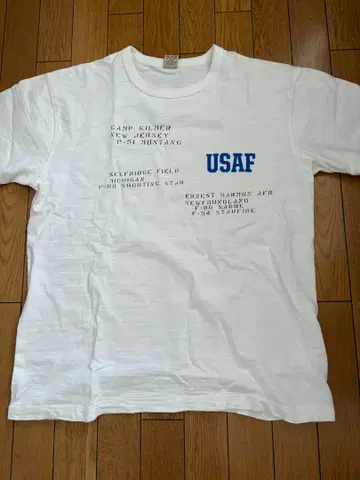 CAMP KILMER
NEW JERSEY
P-51 MUSTANG
USAF
SELFRIDGE FIELD
MICHIGAN
P-80 SHOOTING STAR
ERNEST HARMON AFB
NEWFOUNDLAND
F-86 SABRE
F-94 STARFIRE